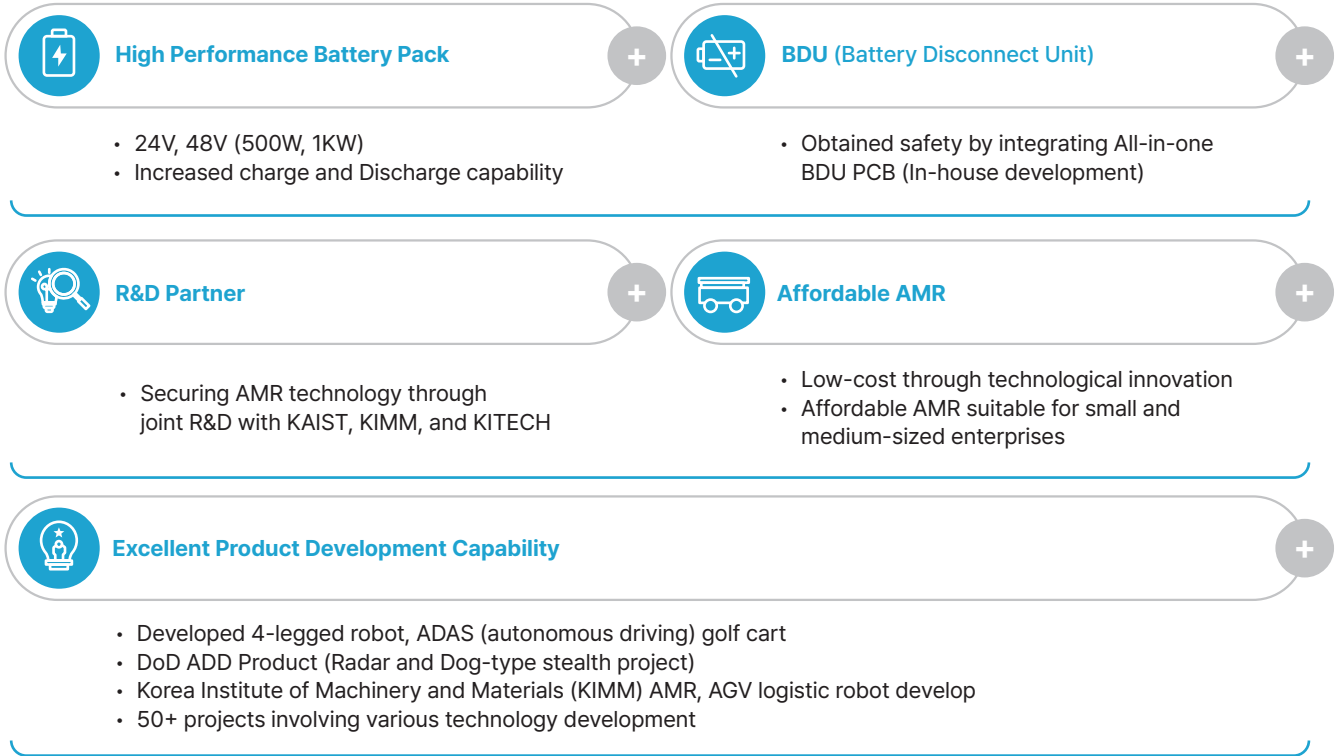 High Performance Battery Pack
+
• 24V, 48V (500W, 1KW)
• Increased charge and Discharge capability
BDU (Battery Disconnect Unit)
+
• Obtained safety by integrating All-in-one
BDU PCB (In-house development)
R&D Partner
+
• Securing AMR technology through
joint R&D with KAIST, KIMM, and KITECH
Affordable AMR
+
• Low-cost through technological innovation
• Affordable AMR suitable for small and
medium-sized enterprises
Excellent Product Development Capability
+
• Developed 4-legged robot, ADAS (autonomous driving) golf cart
• DoD ADD Product (Radar and Dog-type stealth project)
• Korea Institute of Machinery and Materials (KIMM) AMR, AGV logistic robot develop
• 50+ projects involving various technology development